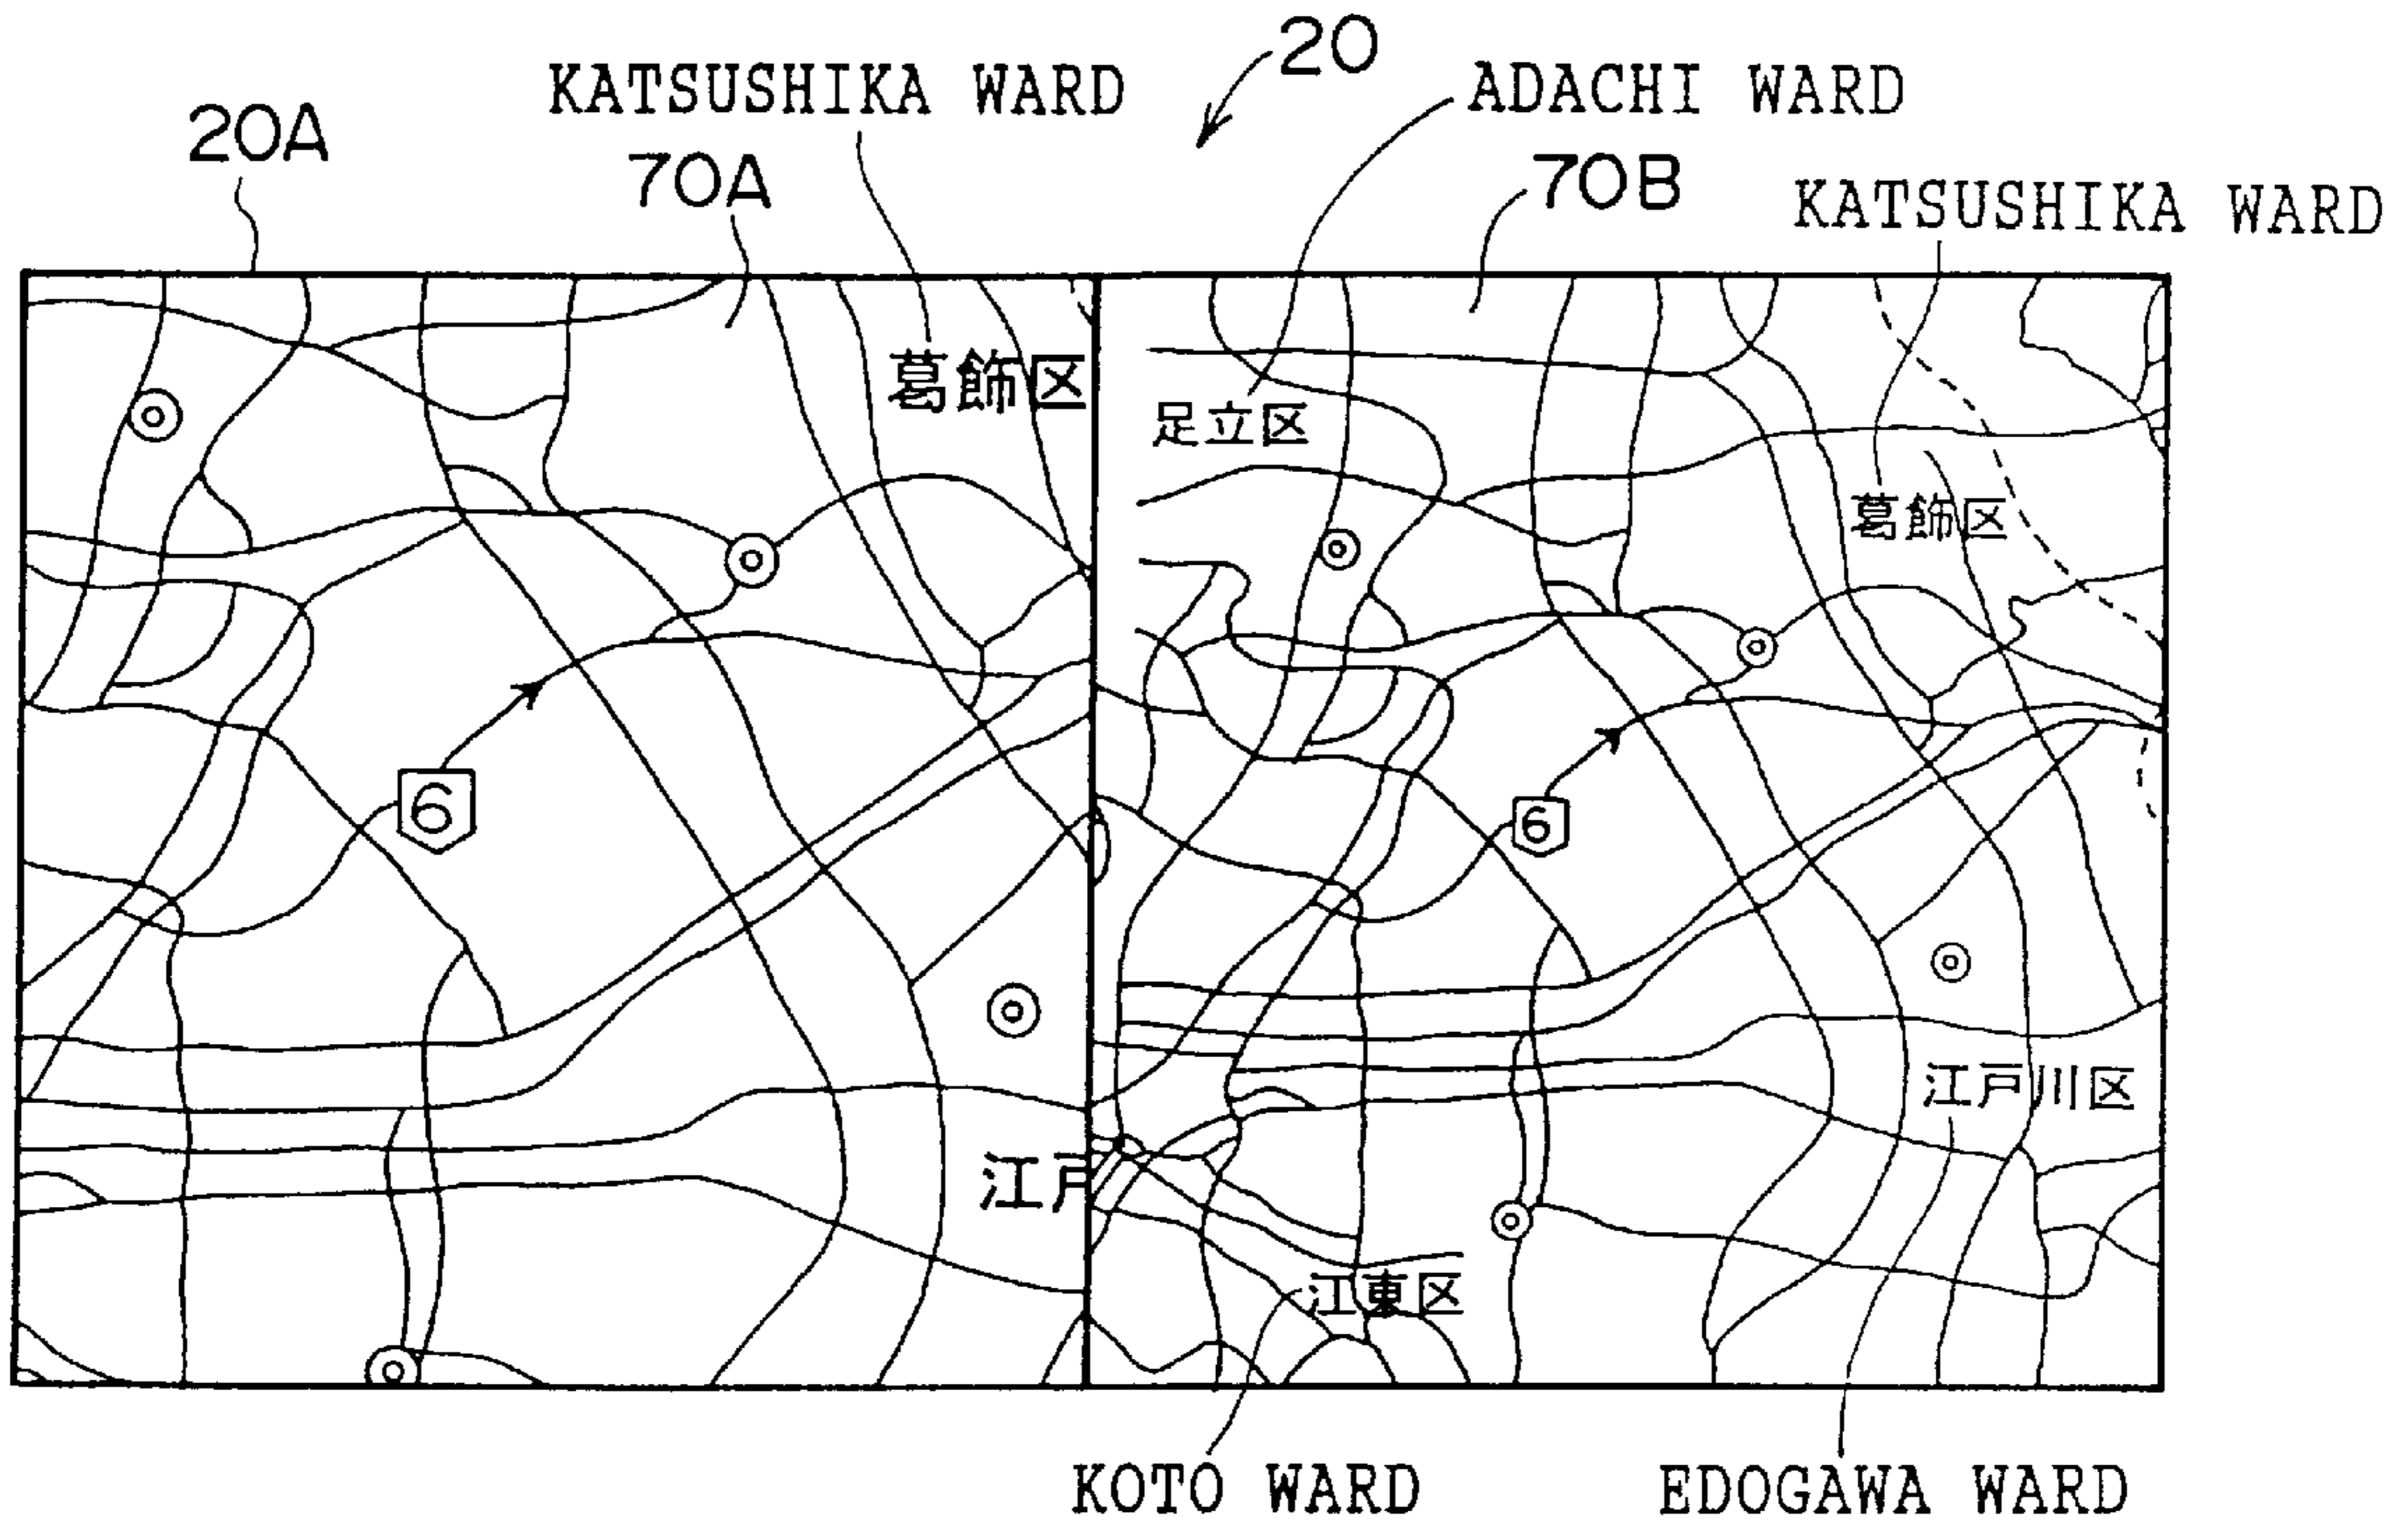 20
KATSUSHIKA WARD
ADACHI WARD
20A
70A
70B
KATSUSHIKA WARD
葛飾区
足立区
葛飾区
6
6
江戸川区
江戸
江東区
KOTO WARD
EDOGAWA WARD